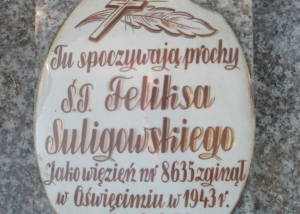 Tu spoczywają prochy
Ś.P. Feliksa
Suligowskiego
Jako więzień nr 8635 zginął
w Oświęcimiu w 1943 r.